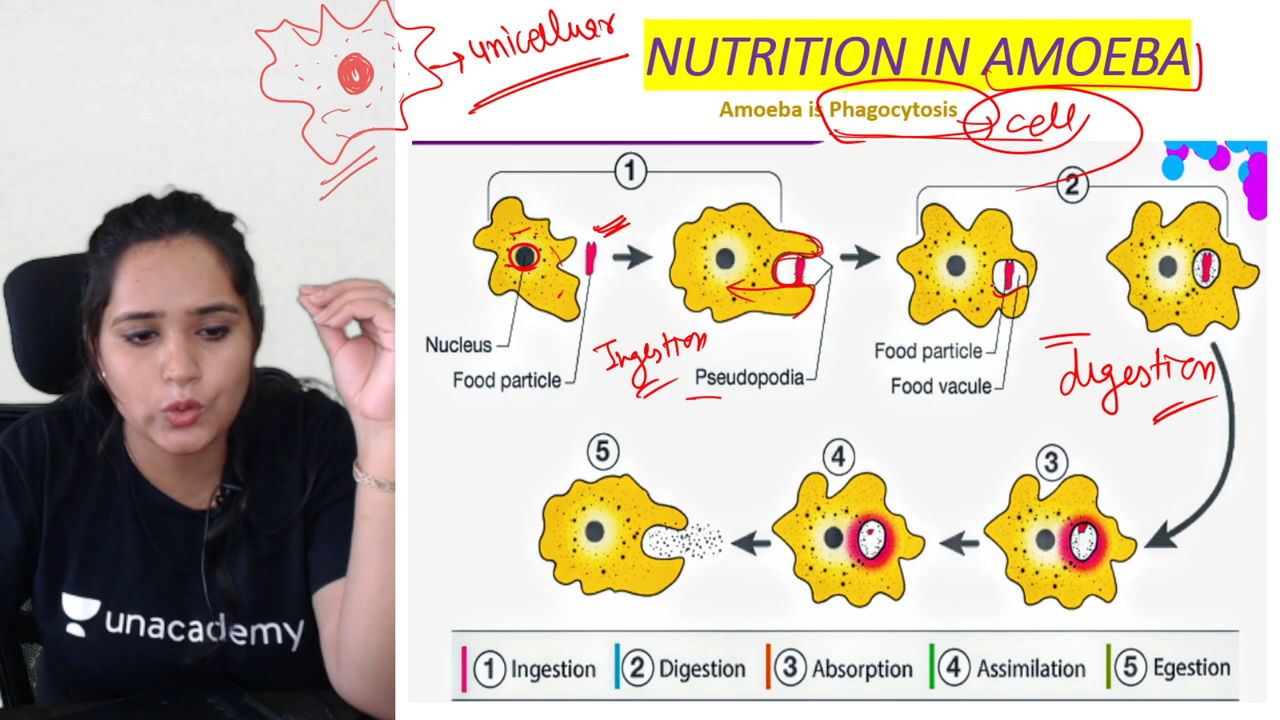 unicelluer
NUTRITION IN AMOEBA
Amoeba is Phagocytosis
cell
1
2
Nucleus
Food particle
Ingestion
Pseudopodia
Food particle
Food vacule
digestion
5
4
3
unacademy
1 Ingestion 2 Digestion 3 Absorption 4 Assimilation 5 Egestion